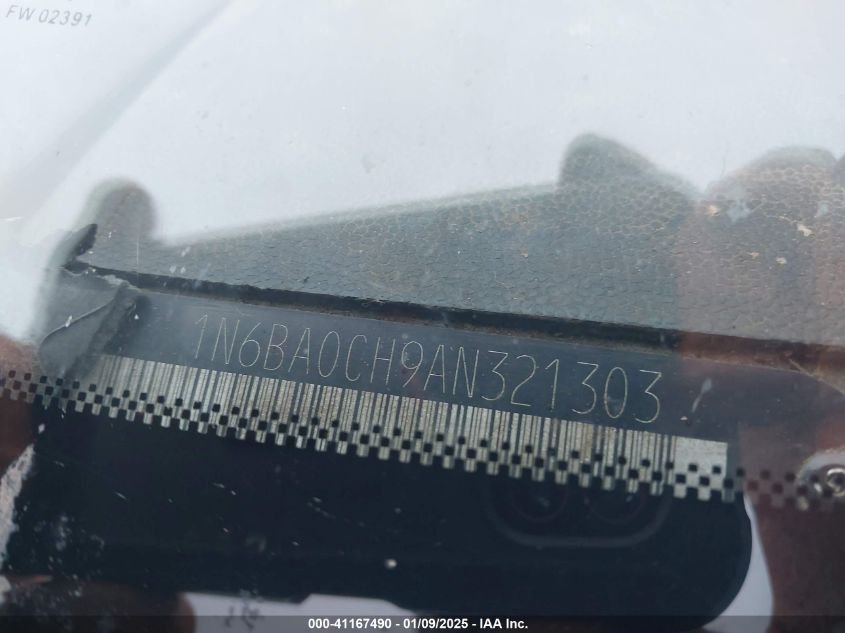 FW 02391
1N6BA0CH9AN321303
000-41167490 - 01/09/2025 - IAA Inc.